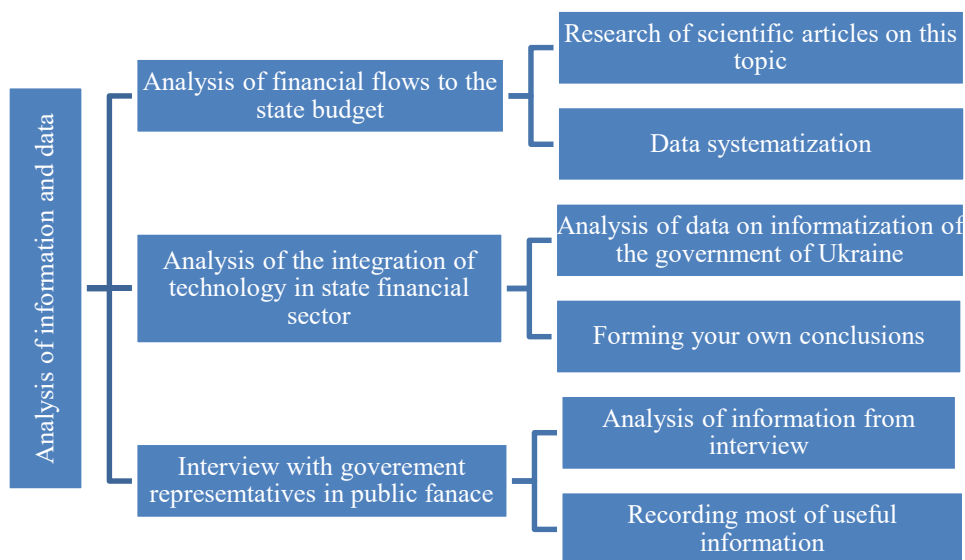 Analysis of information and data
Analysis of financial flows to the
state budget
Research of scientific articles on this
topic
Data systematization
Analysis of the integration of
technology in state financial
sector
Analysis of data on informatization of
the government of Ukraine
Forming your own conclusions
Interview with goverement
represemtatives in public fanace
Analysis of information from
interview
Recording most of useful
information